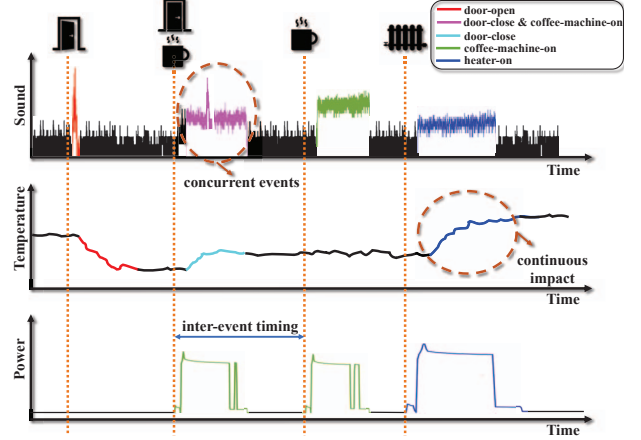 door-open
door-close & coffee-machine-on
door-close
coffee-machine-on
heater-on
Sound
concurrent events
Time
Temperature
continuous
impact
Time
inter-event timing
Power
Time